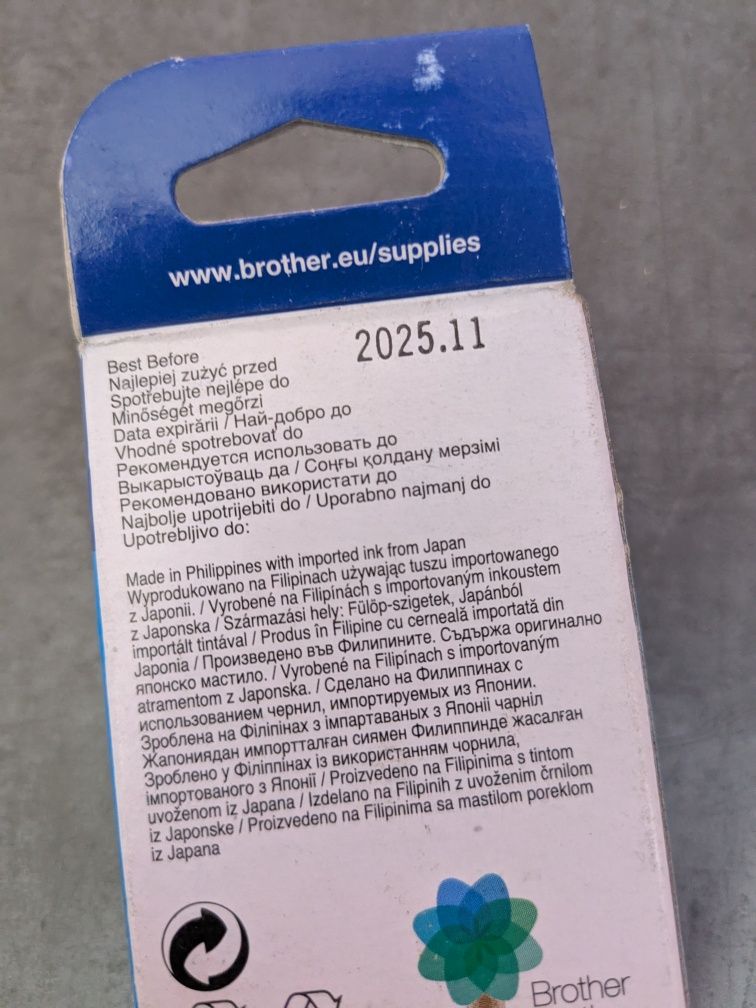 www.brother.eu/supplies
2025.11
Best Before
Najlepiej zużyć przed
Spotřebujte nejlépe do
Minőségét megőrzi
Data expirării / Най-добро до
Vhodné spotrebovať do
Рекомендуется использовать до
Выкарыстоўваць да / Соңғы қолдану мерзімі
Рекомендовано використати до
Najbolje upotrijebiti do / Uporabno najmanj do
Upotrebljivo do:
Made in Philippines with imported ink from Japan
Wyprodukowano na Filipinach używając tuszu importowanego
z Japonii. / Vyrobené na Filipínách s importovaným inkoustem
z Japonska / Származási hely: Fülöp-szigetek, Japánból
importált tintával / Produs în Filipine cu cerneală importată din
Japonia / Произведено във Филипините. Съдържа оригинално
японско мастило. / Vyrobené na Filipínach s importovaným
atramentom z Japonska. / Сделано на Филиппинах с
использованием чернил, импортируемых из Японии.
Зроблена на Філіпінах з імпартаваных з Японіі чарніл
Жапониядан импортталған сиямен Филиппинде жасалған
Зроблено у Філіппінах із використанням чорнила,
імпортованого з Японії / Proizvedeno na Filipinima s tintom
uvoženom iz Japana / Izdelano na Filipinih z uvoženim črnilom
iz Japonske / Proizvedeno na Filipinima sa mastilom poreklom
iz Japana
Brother